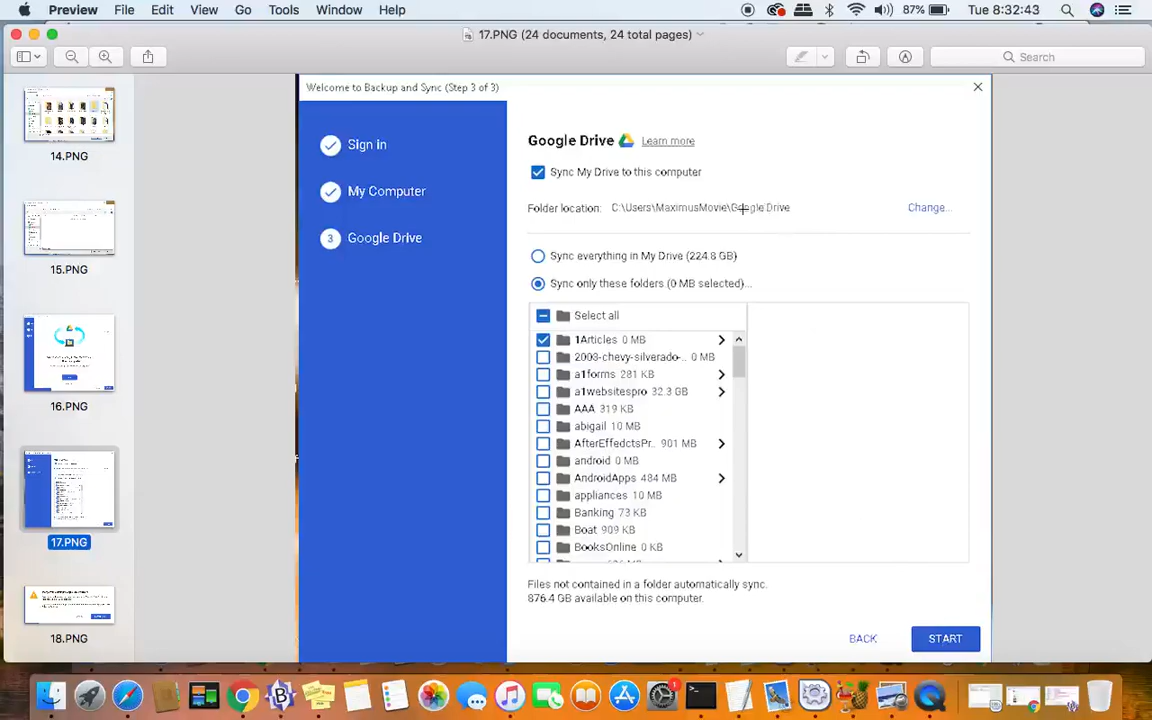 Preview File Edit View Go Tools Window Help 87% Tue 8:32:43
17.PNG (24 documents, 24 total pages)
Search
14.PNG
15.PNG
16.PNG
17.PNG
18.PNG
Welcome to Backup and Sync (Step 3 of 3)
Sign in
My Computer
3 Google Drive
Google Drive Learn more
Sync My Drive to this computer
Folder location: C:\Users\MaximusMovie\Google Drive Change...
Sync everything in My Drive (224.8 GB)
Sync only these folders (0 MB selected)...
Select all
1Articles 0 MB
2003-chevy-silverado-.. 0 MB
a1forms 281 KB
a1websitespro 32.3 GB
AAA 319 KB
abigail 10 MB
AfterEffedctsPr.. 901 MB
android 0 MB
AndroidApps 484 MB
appliances 10 MB
Banking 73 KB
Boat 909 KB
BooksOnline 0 KB
Files not contained in a folder automatically sync.
876.4 GB available on this computer.
BACK START
1